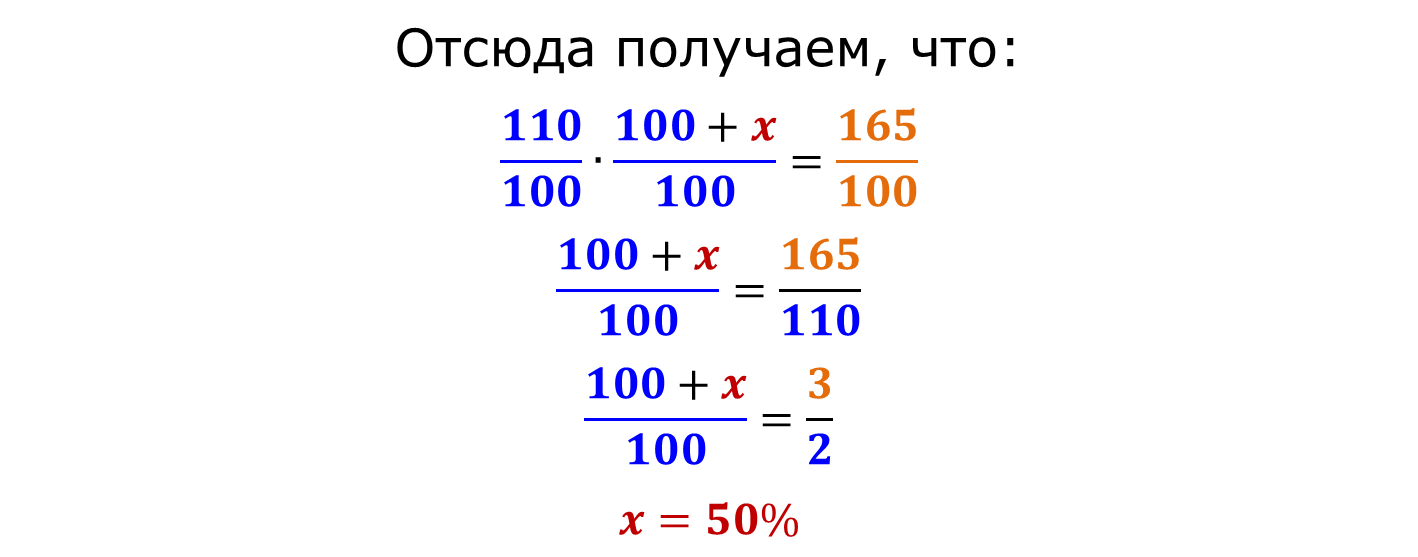 Отсюда получаем, что:
110/100 · 100 + x/100 = 165/100
100 + x/100 = 165/110
100 + x/100 = 3/2
x = 50%